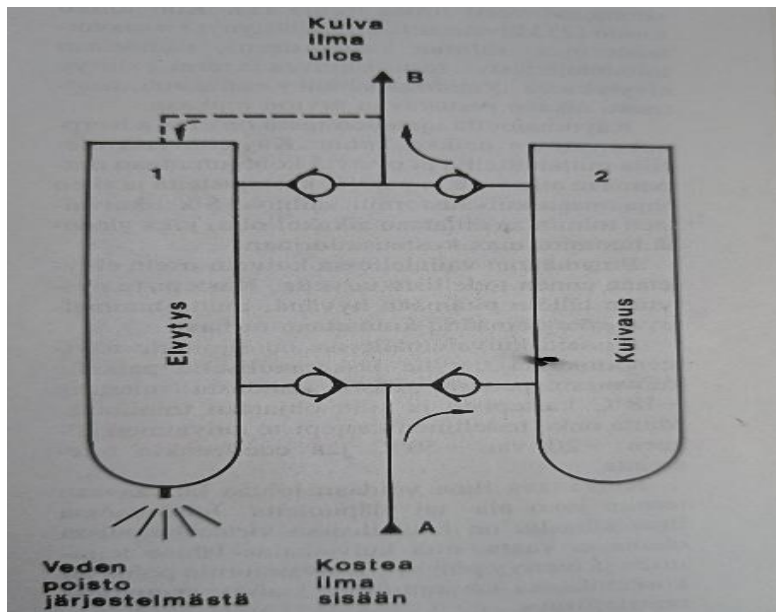 Kuiva
ilma
ulos
B
1
2
Elvytys
Kuivaus
A
Veden
poisto
järjestelmästä
Kostea
ilma
sisään